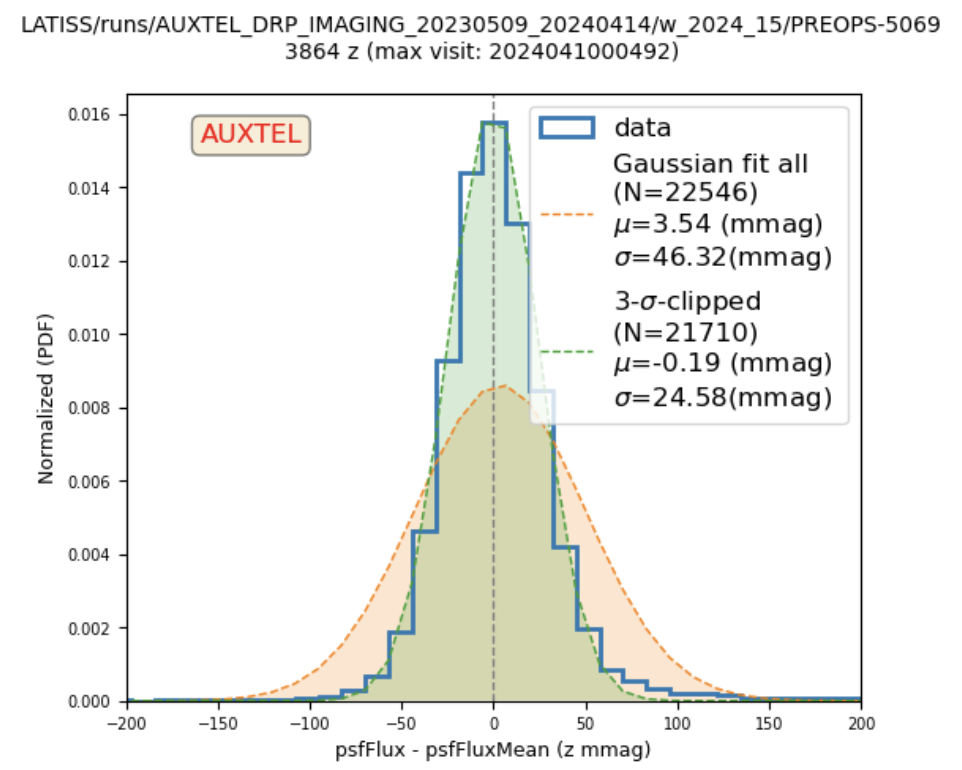 LATISS/runs/AUXTEL_DRP_IMAGING_20230509_20240414/w_2024_15/PREOPS-5069
3864 z (max visit: 2024041000492)
AUXTEL
data
Gaussian fit all
(N=22546)
μ=3.54 (mmag)
σ=46.32(mmag)
3-σ-clipped
(N=21710)
μ=-0.19 (mmag)
σ=24.58(mmag)
Normalized (PDF)
0.016
0.014
0.012
0.010
0.008
0.006
0.004
0.002
0.000
−200 −150 −100 −50 0 50 100 150 200
psfFlux - psfFluxMean (z mmag)